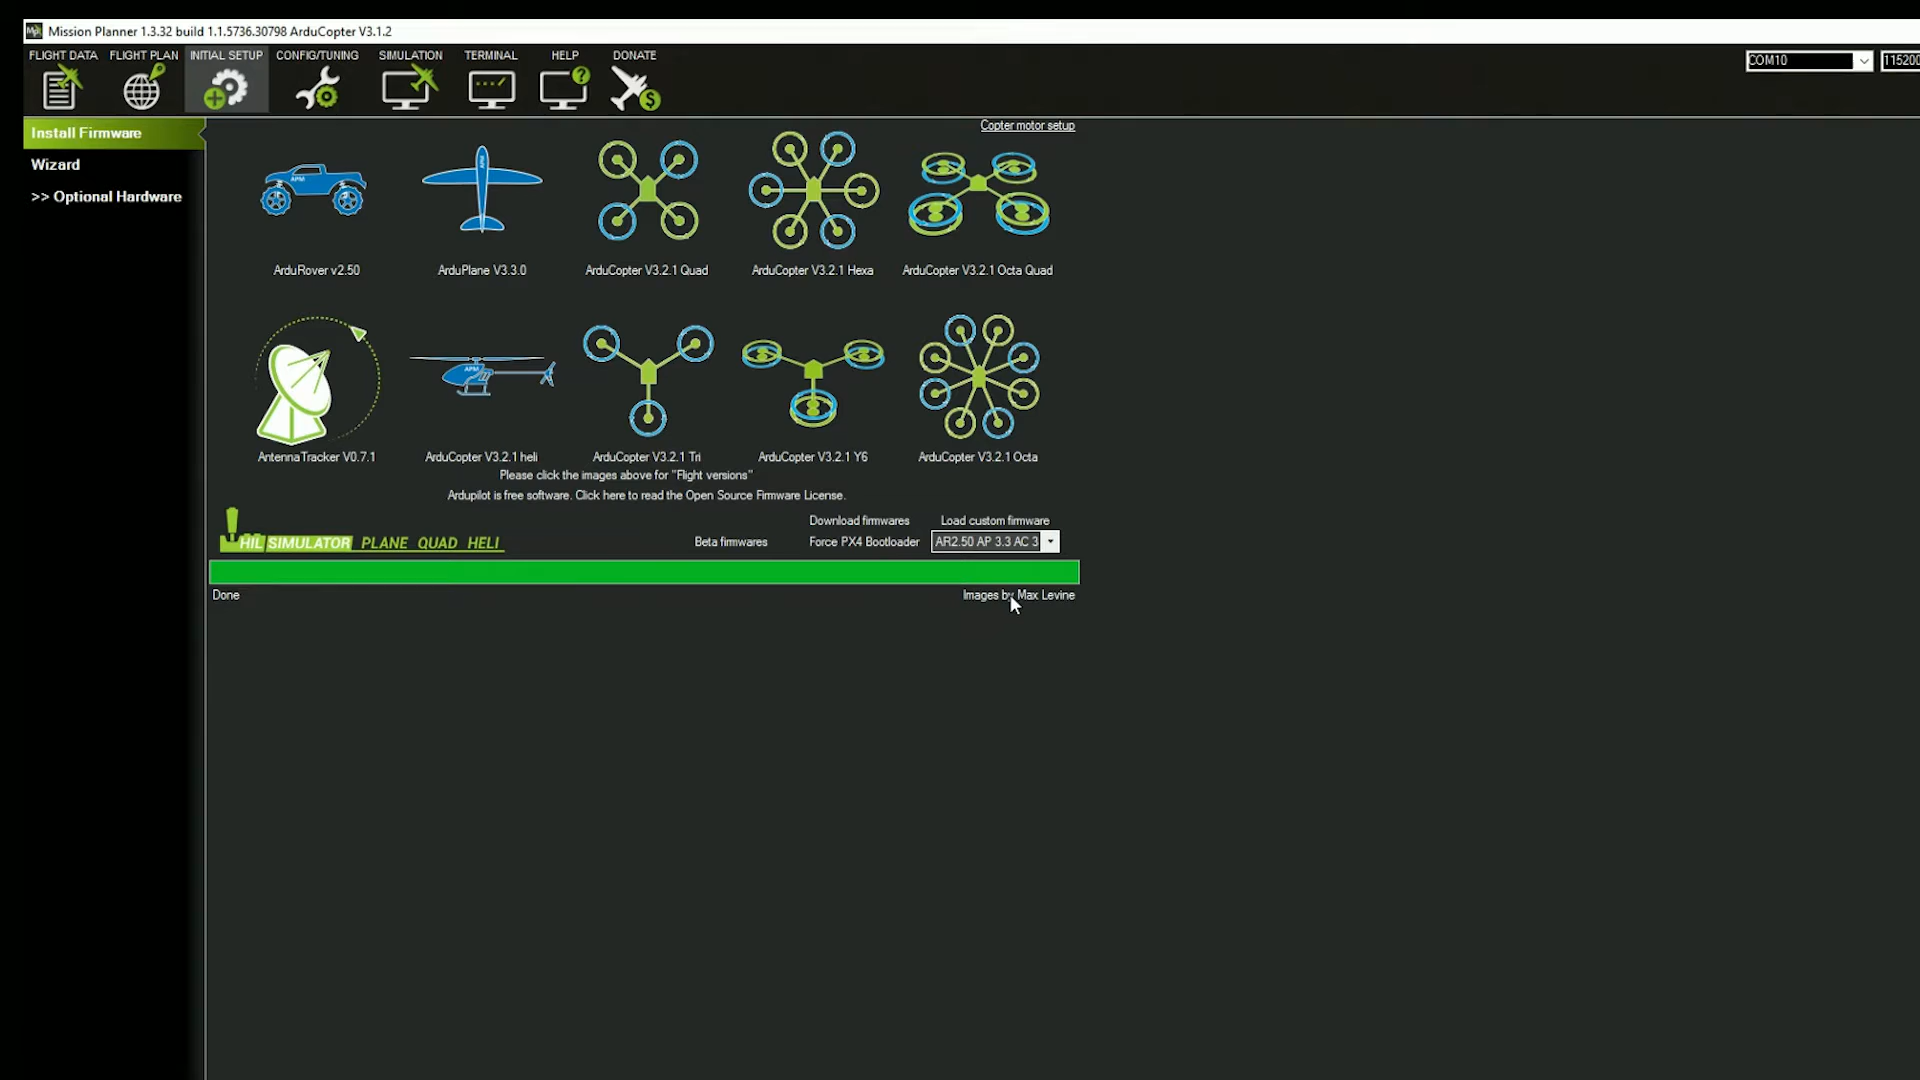 Mission Planner 1.3.32 build 1.1.5736.30798 ArduCopter V3.1.2
FLIGHT DATA FLIGHT PLAN INITIAL SETUP CONFIG/TUNING SIMULATION TERMINAL HELP DONATE
COM10 115200
Install Firmware
Wizard
>> Optional Hardware
Copter motor setup
APM APM
ArduRover v2.50 ArduPlane V3.3.0 ArduCopter V3.2.1 Quad ArduCopter V3.2.1 Hexa ArduCopter V3.2.1 Octa Quad
APM
AntennaTracker V0.7.1 ArduCopter V3.2.1 heli ArduCopter V3.2.1 Tri ArduCopter V3.2.1 Y6 ArduCopter V3.2.1 Octa
Please click the images above for "Flight versions"
Ardupilot is free software. Click here to read the Open Source Firmware License.
Download firmwares Load custom firmware
HIL SIMULATOR PLANE QUAD HELI Beta firmwares Force PX4 Bootloader AR2.50 AP 3.3 AC 3
Done Images by Max Levine